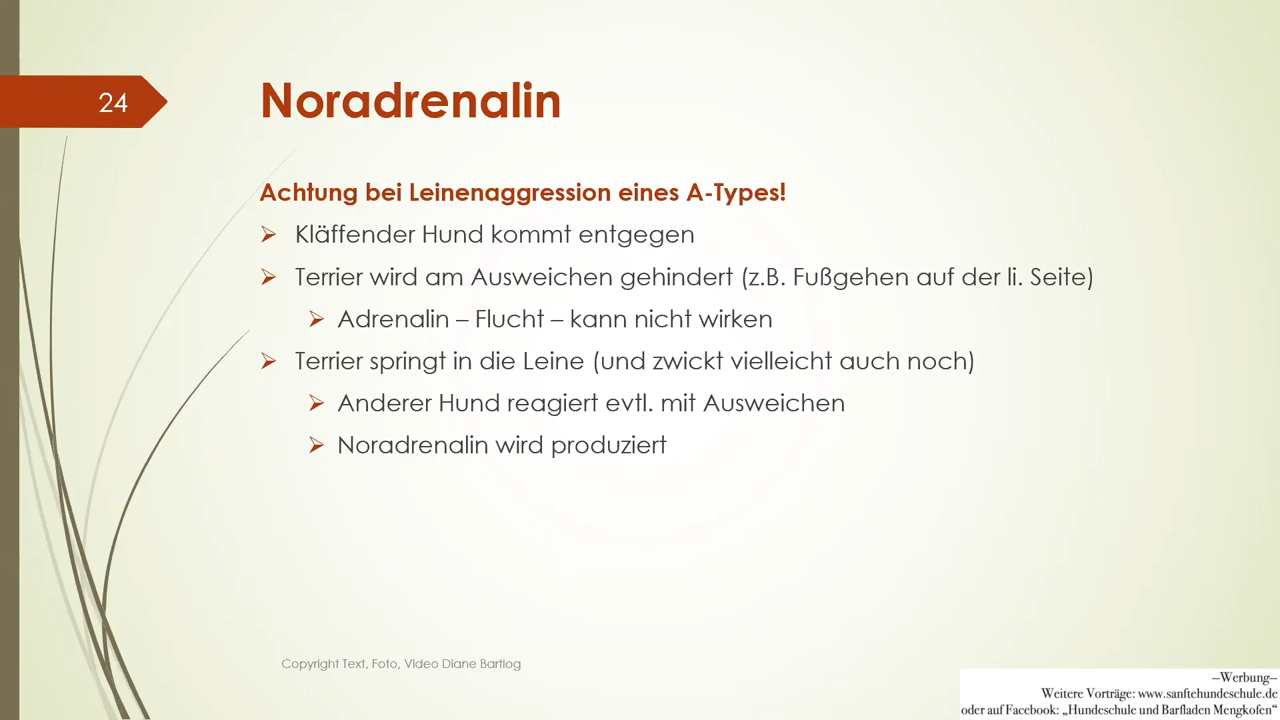 24
Noradrenalin
Achtung bei Leinenaggression eines A-Types!
Kläffender Hund kommt entgegen
Terrier wird am Ausweichen gehindert (z.B. Fußgehen auf der li. Seite)
Adrenalin – Flucht – kann nicht wirken
Terrier springt in die Leine (und zwickt vielleicht auch noch)
Anderer Hund reagiert evtl. mit Ausweichen
Noradrenalin wird produziert
Copyright Text, Foto, Video Diane Bartlog
—Werbung—
Weitere Vorträge: www.sanftehundeschule.de
oder auf Facebook: „Hundeschule und Barfladen Mengkofen“